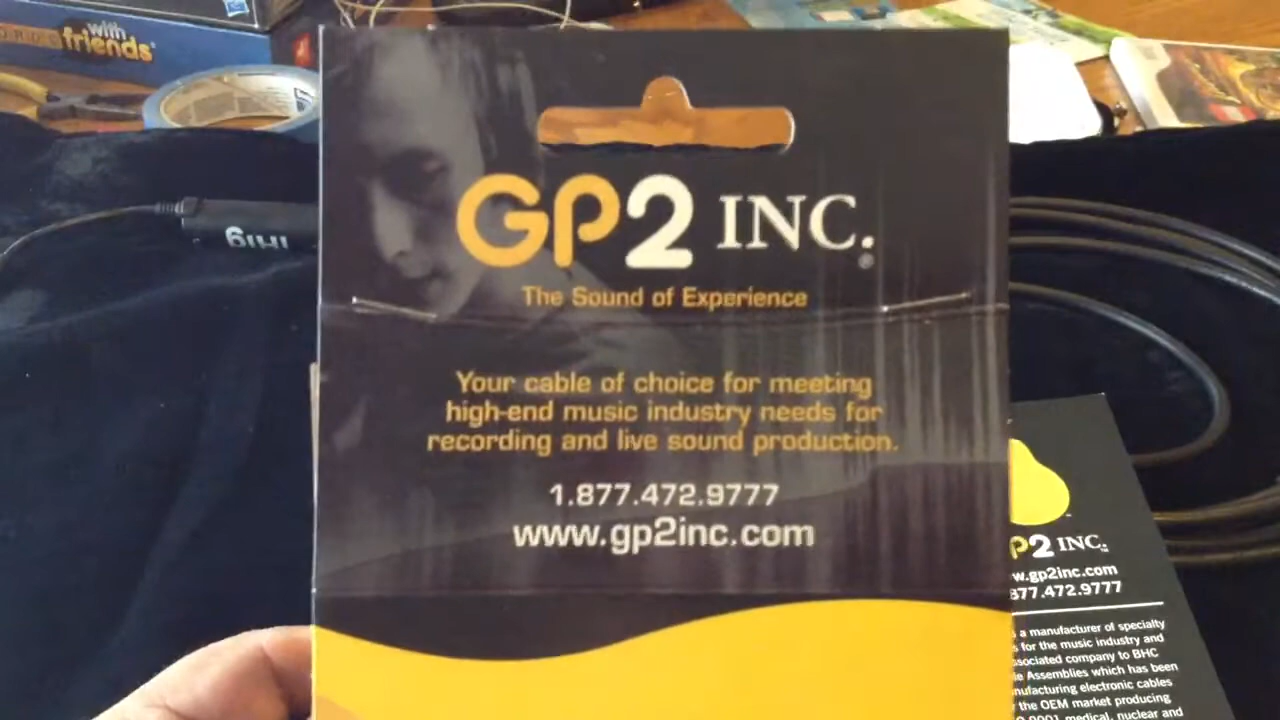 with
friends
iRig
GP2 INC.
The Sound of Experience
Your cable of choice for meeting
high-end music industry needs for
recording and live sound production.
1.877.472.9777
www.gp2inc.com
P2 INC.
w.gp2inc.com
877.472.9777
a manufacturer of specialty
for the music industry and
ssociated company to BHC
Assemblies which has been
nufacturing electronic cables
the OEM market producing
9001 medical, nuclear and